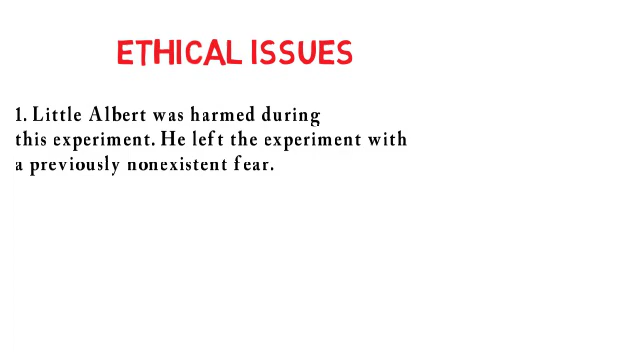 ETHICAL ISSUES
1. Little Albert was harmed during
this experiment. He left the experiment with
a previously nonexistent fear.